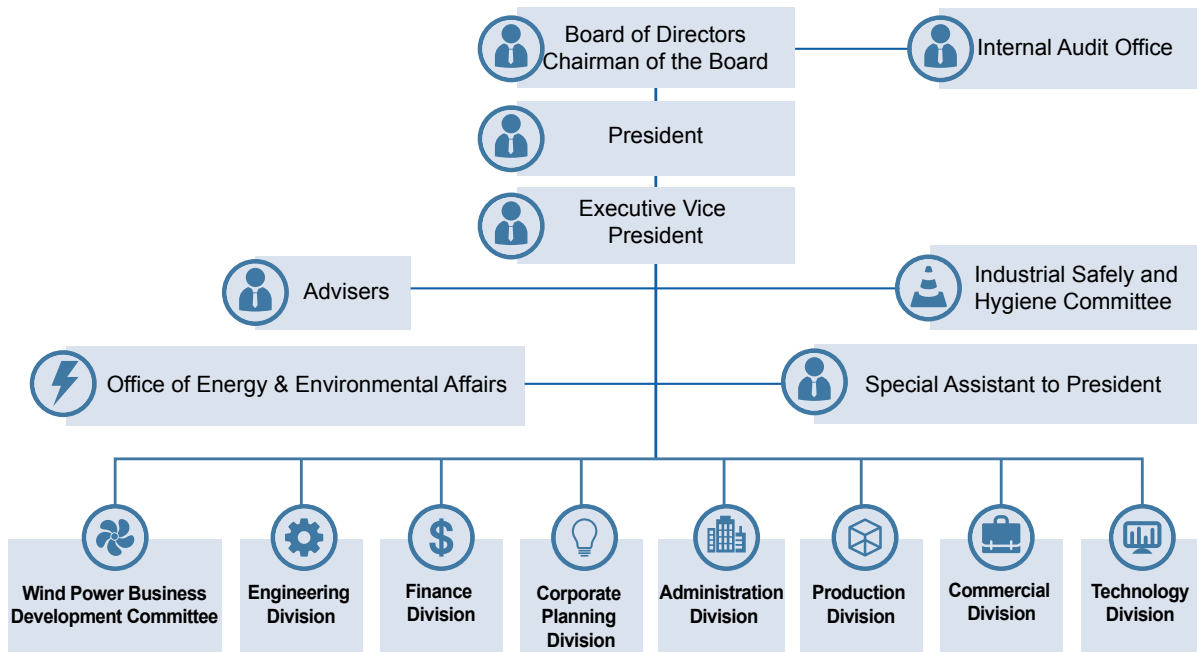 Board of Directors
Chairman of the Board
Internal Audit Office
President
Executive Vice
President
Advisers
Industrial Safely and
Hygiene Committee
Office of Energy & Environmental Affairs
Special Assistant to President
Wind Power Business
Development Committee
Engineering
Division
Finance
Division
Corporate
Planning
Division
Administration
Division
Production
Division
Commercial
Division
Technology
Division